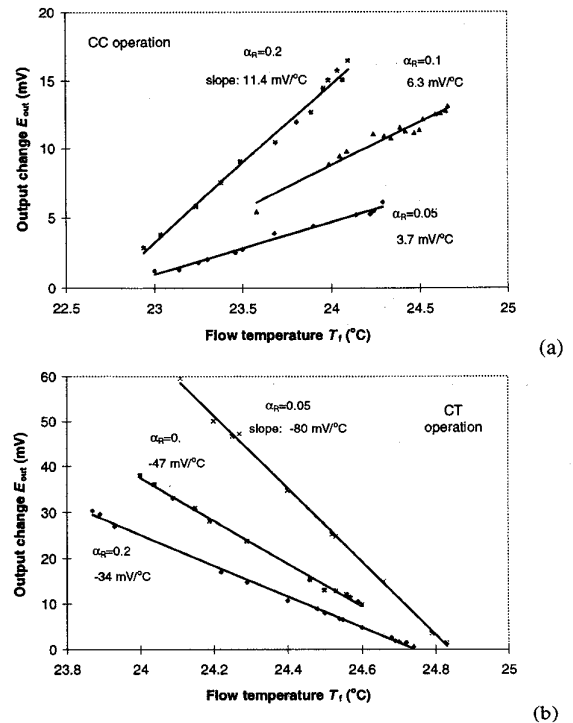 CC operation
αR=0.2
slope: 11.4 mV/°C
αR=0.1
6.3 mV/°C
αR=0.05
3.7 mV/°C
Output change Eout (mV)
20
15
10
5
0
22.5 23 23.5 24 24.5 25
Flow temperature Tf (°C)
(a)
CT
operation
αR=0.05
slope: -80 mV/°C
αR=0.
-47 mV/°C
αR=0.2
-34 mV/°C
Output change Eout (mV)
60
50
40
30
20
10
0
23.8 24 24.2 24.4 24.6 24.8 25
Flow temperature Tf (°C)
(b)